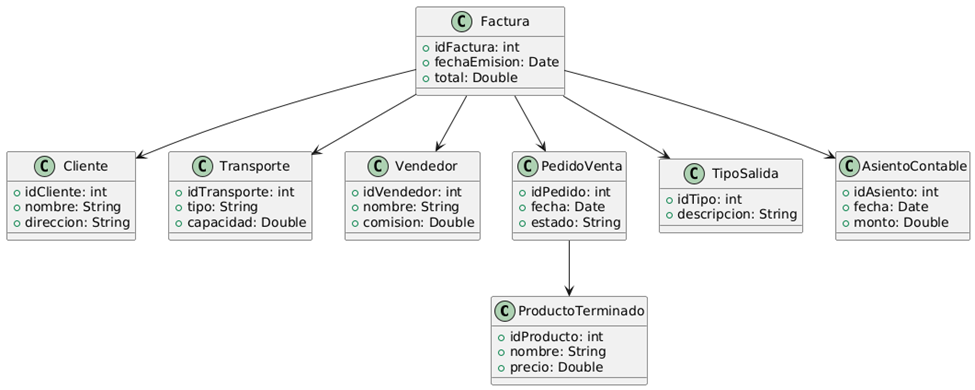 C Factura
idFactura: int
fechaEmision: Date
total: Double
C Cliente
idCliente: int
nombre: String
direccion: String
C Transporte
idTransporte: int
tipo: String
capacidad: Double
C Vendedor
idVendedor: int
nombre: String
comision: Double
C PedidoVenta
idPedido: int
fecha: Date
estado: String
C TipoSalida
idTipo: int
descripcion: String
C AsientoContable
idAsiento: int
fecha: Date
monto: Double
C ProductoTerminado
idProducto: int
nombre: String
precio: Double